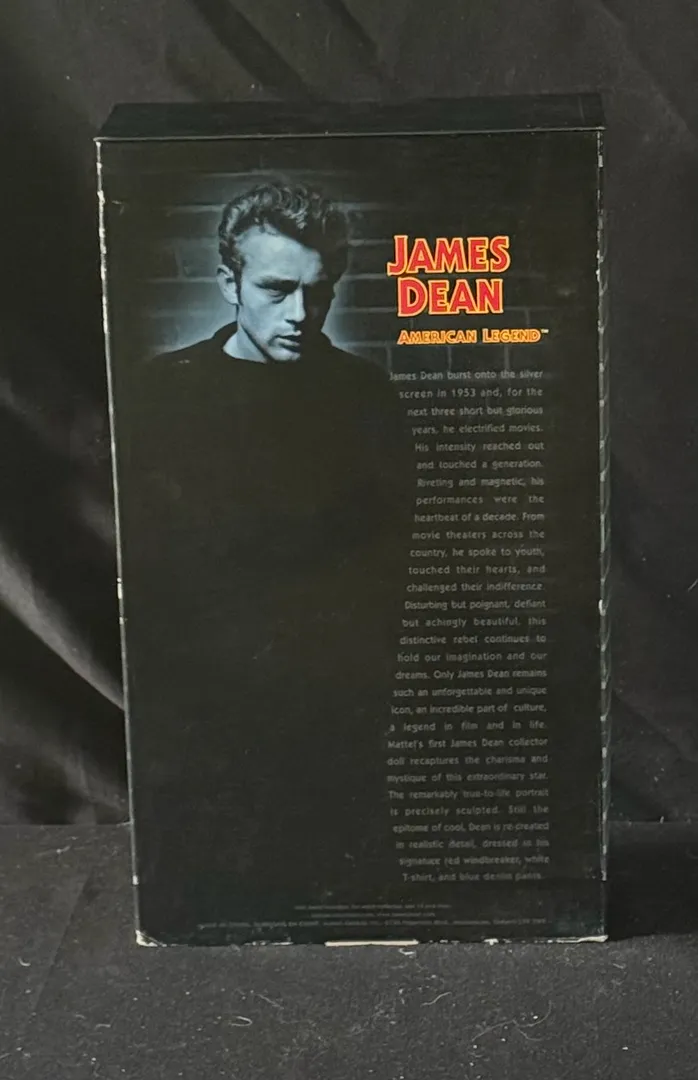 JAMES
DEAN
AMERICAN LEGEND™
James Dean burst onto the silver
screen in 1953 and, for the
next three short but glorious
years, he electrified movies.
His intensity reached out
and touched a generation.
Riveting and magnetic, his
performances were the
heartbeat of a decade. From
movie theaters across the
country, he spoke to youth,
touched their hearts, and
challenged their indifference.
Disturbing but poignant, defiant
but achingly beautiful, this
distinctive rebel continues to
hold our imagination and our
dreams. Only James Dean remains
such an unforgettable and unique
icon, an incredible part of culture,
a legend in film and in life.
Mattel's first James Dean collector
doll recaptures the charisma and
mystique of this extraordinary star.
The remarkably true-to-life portrait
is precisely sculpted. Still the
epitome of cool, Dean is re-created
in realistic detail, dressed in his
signature red windbreaker, white
T-shirt, and blue denim pants.